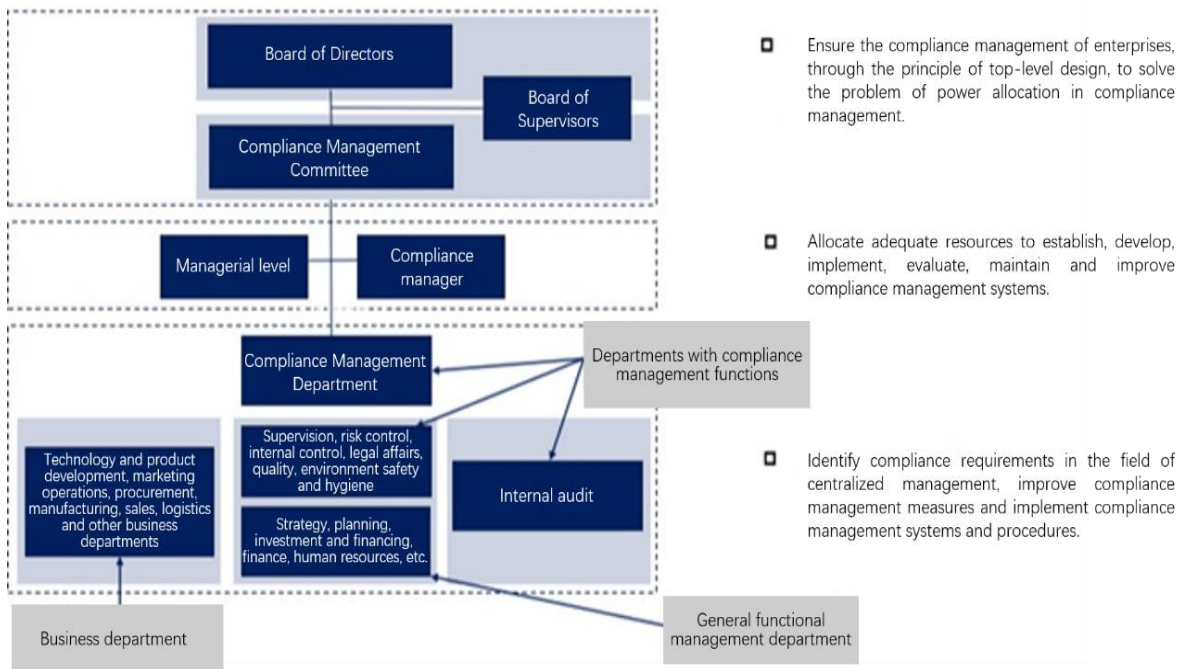 Board of Directors
Board of
Supervisors
Compliance Management
Committee
Ensure the compliance management of enterprises,
through the principle of top-level design, to solve
the problem of power allocation in compliance
management.
Managerial level
Compliance
manager
Allocate adequate resources to establish, develop,
implement, evaluate, maintain and improve
compliance management systems.
Compliance Management
Department
Departments with compliance
management functions
Technology and product
development, marketing
operations, procurement,
manufacturing, sales, logistics
and other business
departments
Supervision, risk control,
internal control, legal affairs,
quality, environment safety
and hygiene
Strategy, planning,
investment and financing,
finance, human resources, etc.
Internal audit
Identify compliance requirements in the field of
centralized management, improve compliance
management measures and implement compliance
management systems and procedures.
Business department
General functional
management department